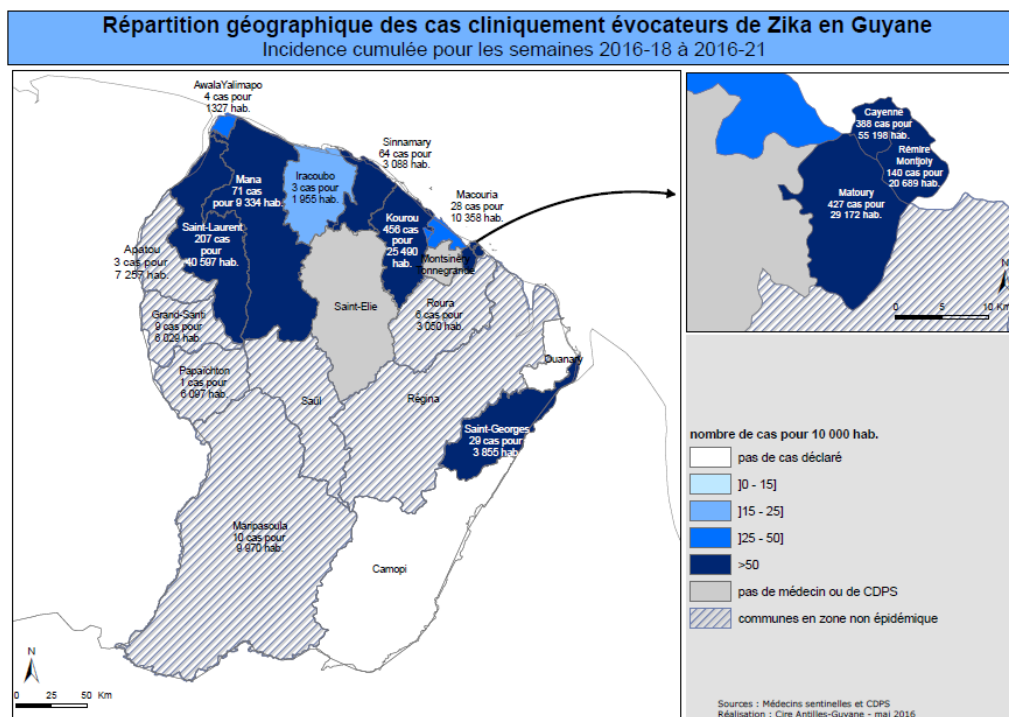 Répartition géographique des cas cliniquement évocateurs de Zika en Guyane
Incidence cumulée pour les semaines 2016-18 à 2016-21
AwalaYalimapo
4 cas pour
1327 hab.
Mana
71 cas
pour 9 334 hab.
Iracoubo
3 cas pour
1 955 hab.
Sinnamary
64 cas pour
3 088 hab.
Macouria
28 cas pour
10 358 hab.
Kourou
456 cas
pour
25 490
hab.
Saint-Laurent
207 cas
pour
40 597 hab.
Apatou
3 cas pour
7 257 hab.
Montsinéry
Tonnegrande
Saint-Elie
Roura
6 cas pour
3 050 hab.
Grand-Santi
9 cas pour
6 029 hab.
Papaïchton
1 cas pour
6 097 hab.
Saül
Régina
Ouanary
Saint-Georges
29 cas pour
3 855 hab.
Maripasoula
10 cas pour
9 970 hab.
Camopi
N
0 25 50 Km
Cayenne
388 cas pour
55 198 hab.
Rémire
Montjoly
140 cas pour
20 689 hab.
Matoury
427 cas pour
29 172 hab.
N
0 5 10 Km
nombre de cas pour 10 000 hab.
pas de cas déclaré
]0 - 15]
]15 - 25]
]25 - 50]
>50
pas de médecin ou de CDPS
communes en zone non épidémique
Sources : Médecins sentinelles et CDPS
Réalisation : Cire Antilles-Guyane - mai 2016